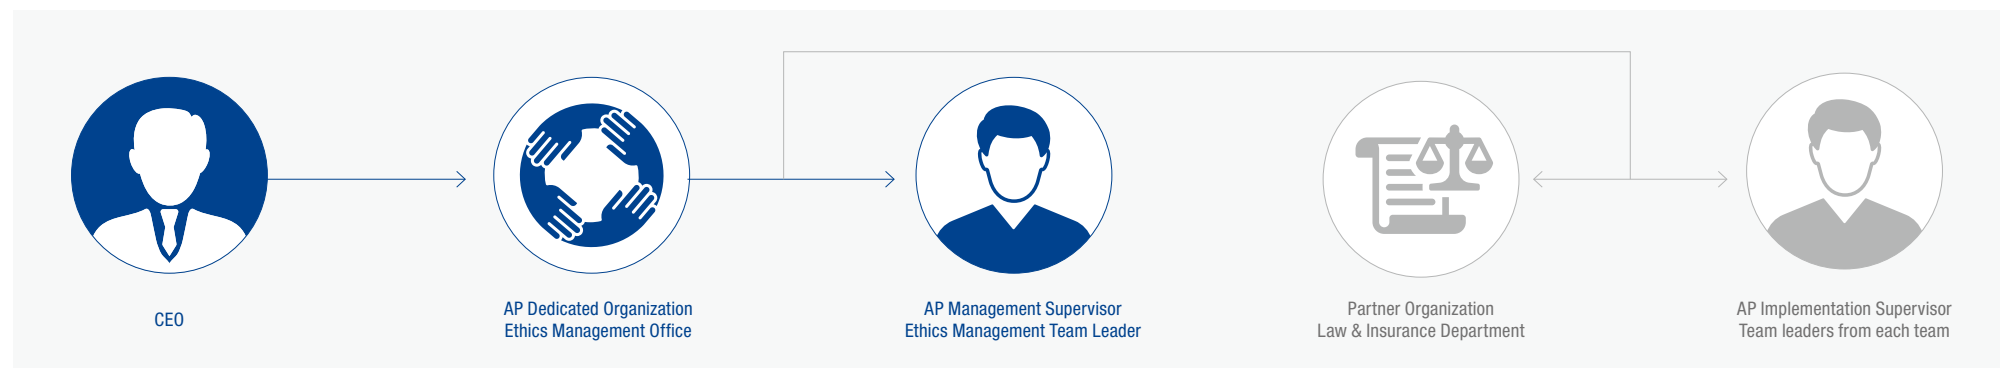 CEO
AP Dedicated Organization
Ethics Management Office
AP Management Supervisor
Ethics Management Team Leader
Partner Organization
Law & Insurance Department
AP Implementation Supervisor
Team leaders from each team